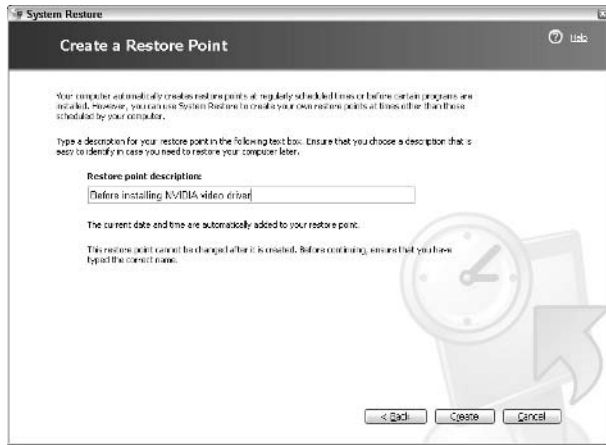 System Restore
Create a Restore Point
Help
Your computer automatically creates restore points at regularly scheduled times or before certain programs are
installed. However, you can use System Restore to create your own restore points at times other than those
scheduled by your computer.
Type a description for your restore point in the following text box. Ensure that you choose a description that is
easy to identify in case you need to restore your computer later.
Restore point description:
Before installing NVIDIA video driver
The current date and time are automatically added to your restore point.
This restore point cannot be changed after it is created. Before continuing, ensure that you have
typed the correct name.
< Back Create Cancel